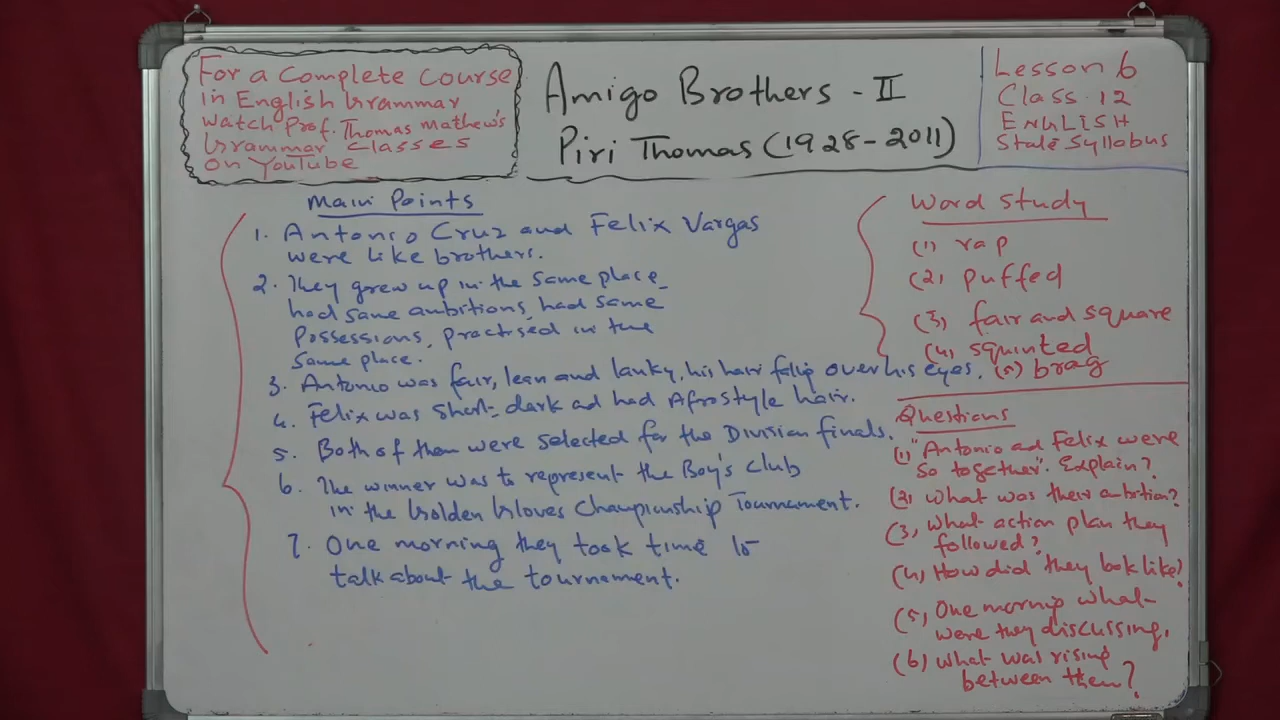 For a Complete Course
in English Grammar
Watch Prof. Thomas Mathew's
Grammar Classes
on YouTube
Amigo Brothers - II
Piri Thomas (1928-2011)
Lesson 6
Class 12
ENGLISH
State Syllabus
Main Points
1. Antonio Cruz and Felix Vargas
were like brothers.
2. They grew up in the same place,
had same ambitions, had same
possessions, practised in the
same place.
3. Antonio was fair, lean and lanky, his hair fallip over his eyes.
4. Felix was short, dark ad had Afrostyle hair.
5. Both of them were selected for the Division finals.
6. The winner was to represent the Boy's Club
in the Golden Gloves Championship Tournament.
7. One morning they took time to
talk about the tournament.
Word Study
(1) rap
(2) puffed
(3) fair and square
(4) squinted
(5) brag
Questions
(1) "Antonio ad Felix were
so together". Explain?
(2) What was their ambition?
(3) What action plan they
followed?
(4) How did they look like?
(5) One mornip what
were they discussing.
(6) What was rising
between them?